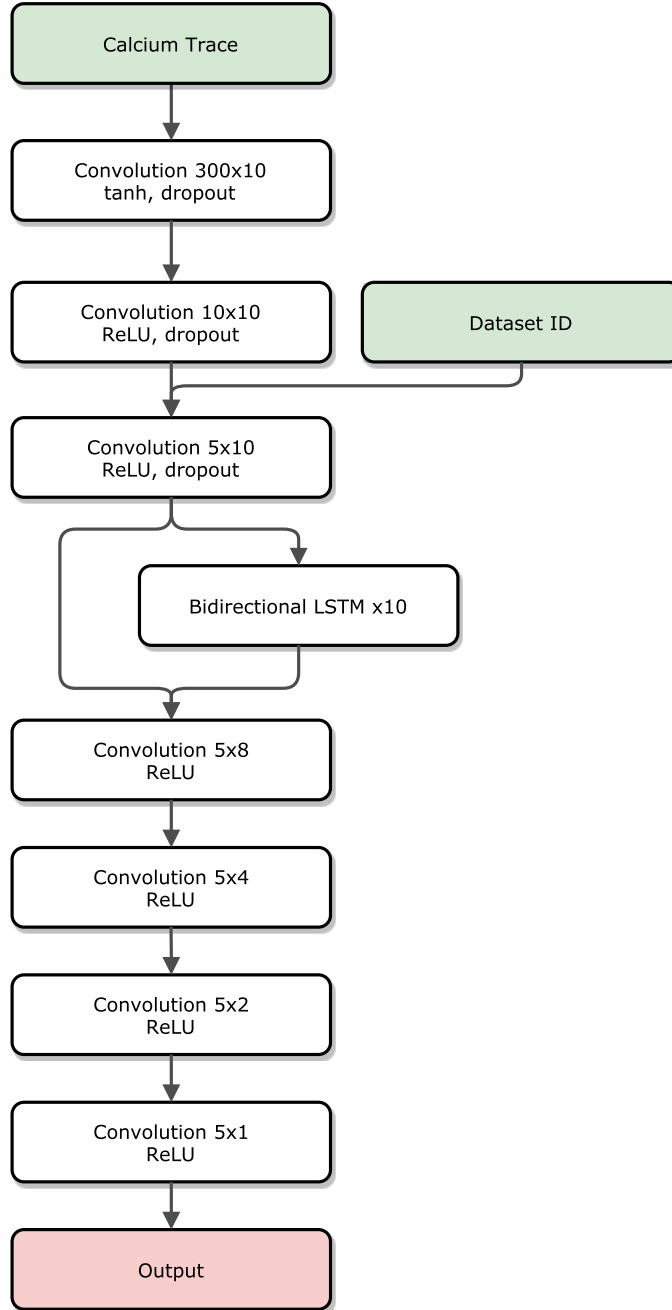 Calcium Trace
Convolution 300x10
tanh, dropout
Convolution 10x10
ReLU, dropout
Dataset ID
Convolution 5x10
ReLU, dropout
Bidirectional LSTM x10
Convolution 5x8
ReLU
Convolution 5x4
ReLU
Convolution 5x2
ReLU
Convolution 5x1
ReLU
Output